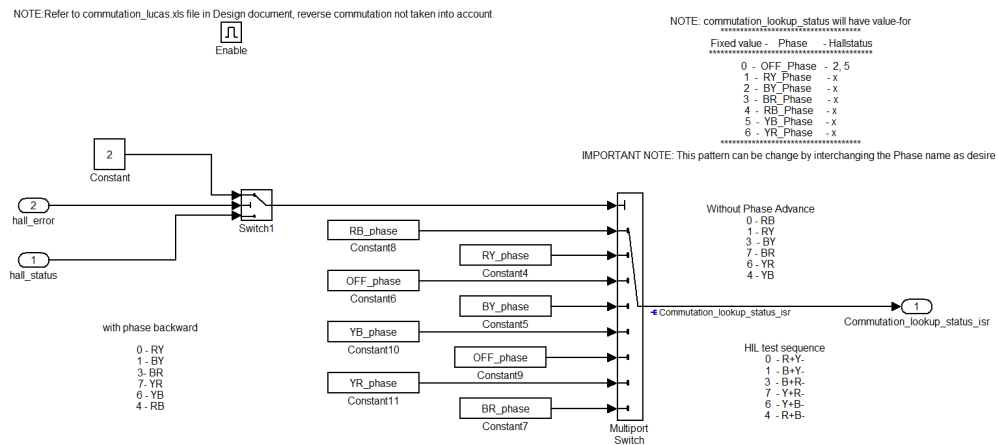 NOTE:Refer to commutation_lucas.xls file in Design document, reverse commutation not taken into account
Enable
NOTE: commutation_lookup_status will have value-for
**************************************
Fixed value - Phase - Hallstatus
********************************************
0 - OFF_Phase - 2, 5
1 - RY_Phase - x
2 - BY_Phase - x
3 - BR_Phase - x
4 - RB_Phase - x
5 - YB_Phase - x
6 - YR_Phase - x
**************************************
IMPORTANT NOTE: This pattern can be change by interchanging the Phase name as desire
2
Constant
2
hall_error
Switch1
1
hall_status
RB_phase
Constant8
RY_phase
Constant4
OFF_phase
Constant6
BY_phase
Constant5
YB_phase
Constant10
OFF_phase
Constant9
YR_phase
Constant11
BR_phase
Constant7
Multiport
Switch
Without Phase Advance
0 - RB
1 - RY
3 - BY
7 - BR
6 - YR
4 - YB
Commutation_lookup_status_isr
1
Commutation_lookup_status_isr
with phase backward
0 - RY
1 - BY
3- BR
7- YR
6 - YB
4 - RB
HIL test sequence
0 - R+Y-
1 - B+Y-
3 - B+R-
7 - Y+R-
6 - Y+B-
4 - R+B-